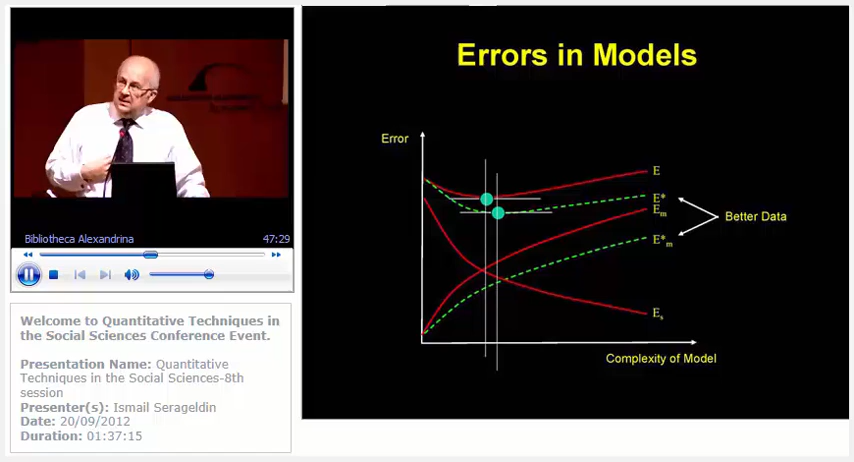 Errors in Models
Error
E
E*
Em
Better Data
E*m
Es
Complexity of Model
Bibliotheca Alexandrina 47:29
Welcome to Quantitative Techniques in
the Social Sciences Conference Event.
Presentation Name: Quantitative
Techniques in the Social Sciences-8th
session
Presenter(s): Ismail Serageldin
Date: 20/09/2012
Duration: 01:37:15